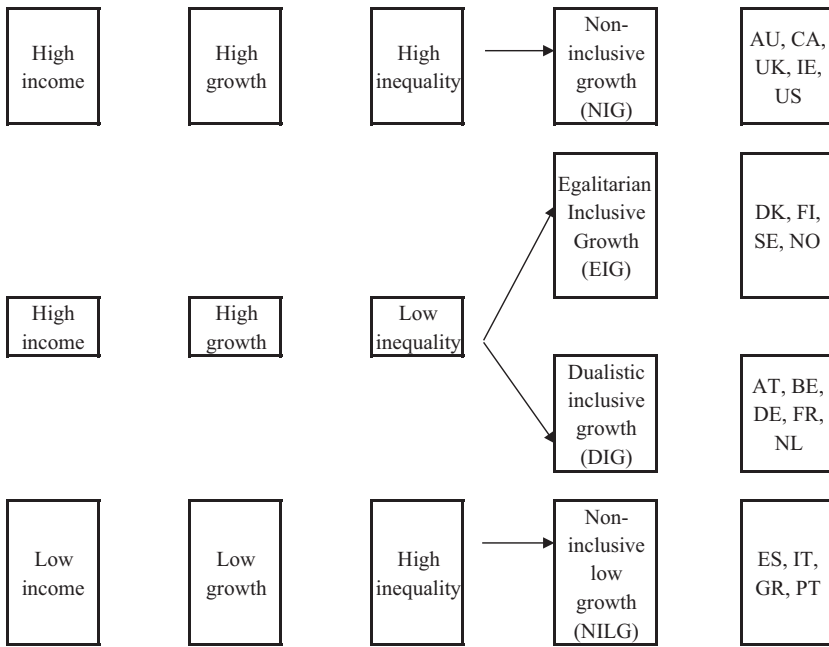 High
income
High
growth
High
inequality
Non-
inclusive
growth
(NIG)
AU, CA,
UK, IE,
US
High
income
High
growth
Low
inequality
Egalitarian
Inclusive
Growth
(EIG)
DK, FI,
SE, NO
Dualistic
inclusive
growth
(DIG)
AT, BE,
DE, FR,
NL
Low
income
Low
growth
High
inequality
Non-
inclusive
low
growth
(NILG)
ES, IT,
GR, PT